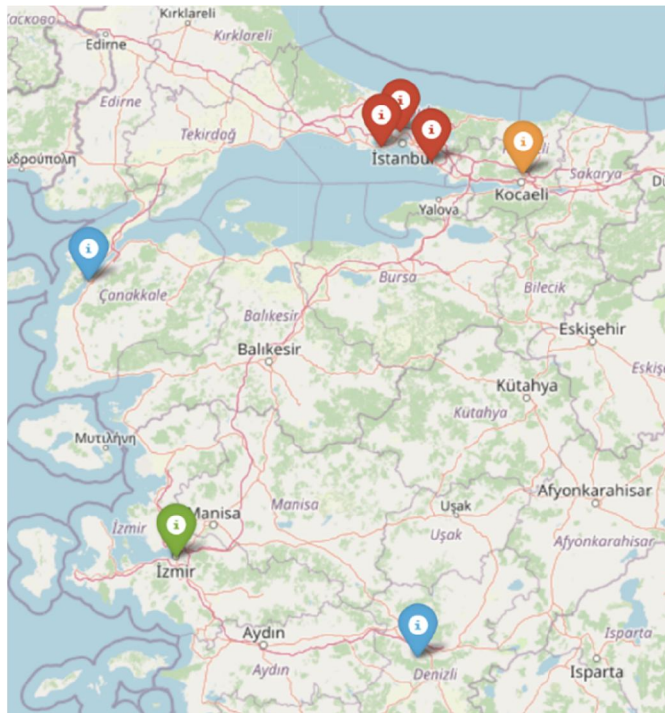 Хасково
Kırklareli
Edirne
Kırklareli
Edirne
Tekirdağ
İstanbul
Kocaeli
Sakarya
Yalova
Çanakkale
Bursa
Bilecik
Balıkesir
Balıkesir
Eskişehir
Kütahya
Kütahya
Μυτιλήνη
Manisa
Manisa
İzmir
Uşak
Uşak
Afyonkarahisar
Afyonkarahisar
İzmir
Aydın
Aydın
Denizli
Isparta
Isparta